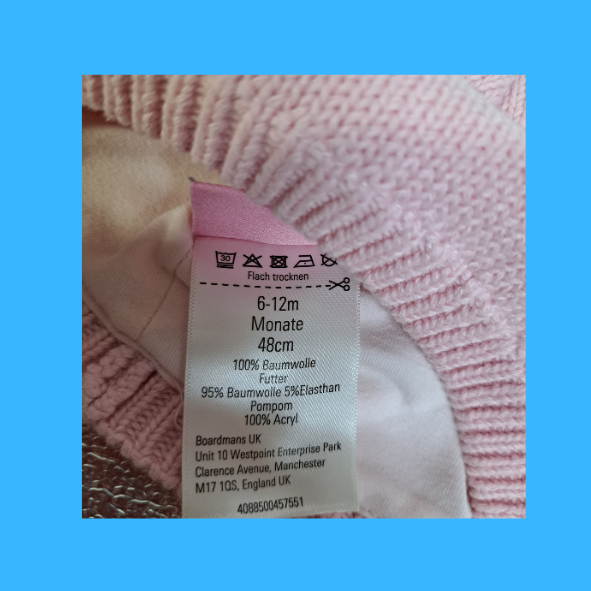 30
Flach trocknen
6-12m
Monate
48cm
100% Baumwolle
Futter
95% Baumwolle 5%Elasthan
Pompom
100% Acryl
Boardmans UK
Unit 10 Westpoint Enterprise Park
Clarence Avenue, Manchester
M17 1QS, England UK
4088500457551